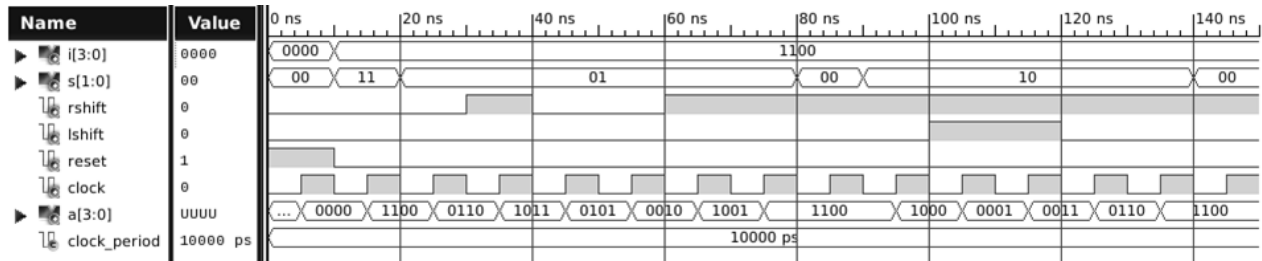 Name Value 0 ns 20 ns 40 ns 60 ns 80 ns 100 ns 120 ns 140 ns
i[3:0] 0000 0000 1100
s[1:0] 00 00 11 01 00 10 00
rshift 0
lshift 0
reset 1
clock 0
a[3:0] UUUU ... 0000 1100 0110 1011 0101 0010 1001 1100 1000 0001 0011 0110 1100
clock_period 10000 ps 10000 ps